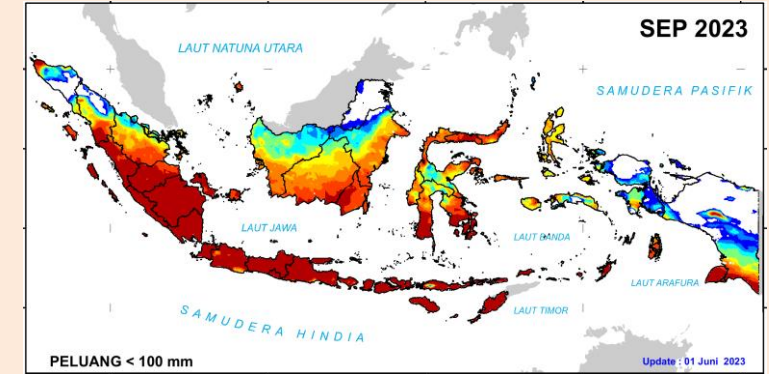 SEP 2023
LAUT NATUNA UTARA
SAMUDERA PASIFIK
LAUT JAWA
LAUT BANDA
LAUT ARAFURA
LAUT TIMOR
SAMUDERA HINDIA
PELUANG < 100 mm
Update : 01 Juni 2023